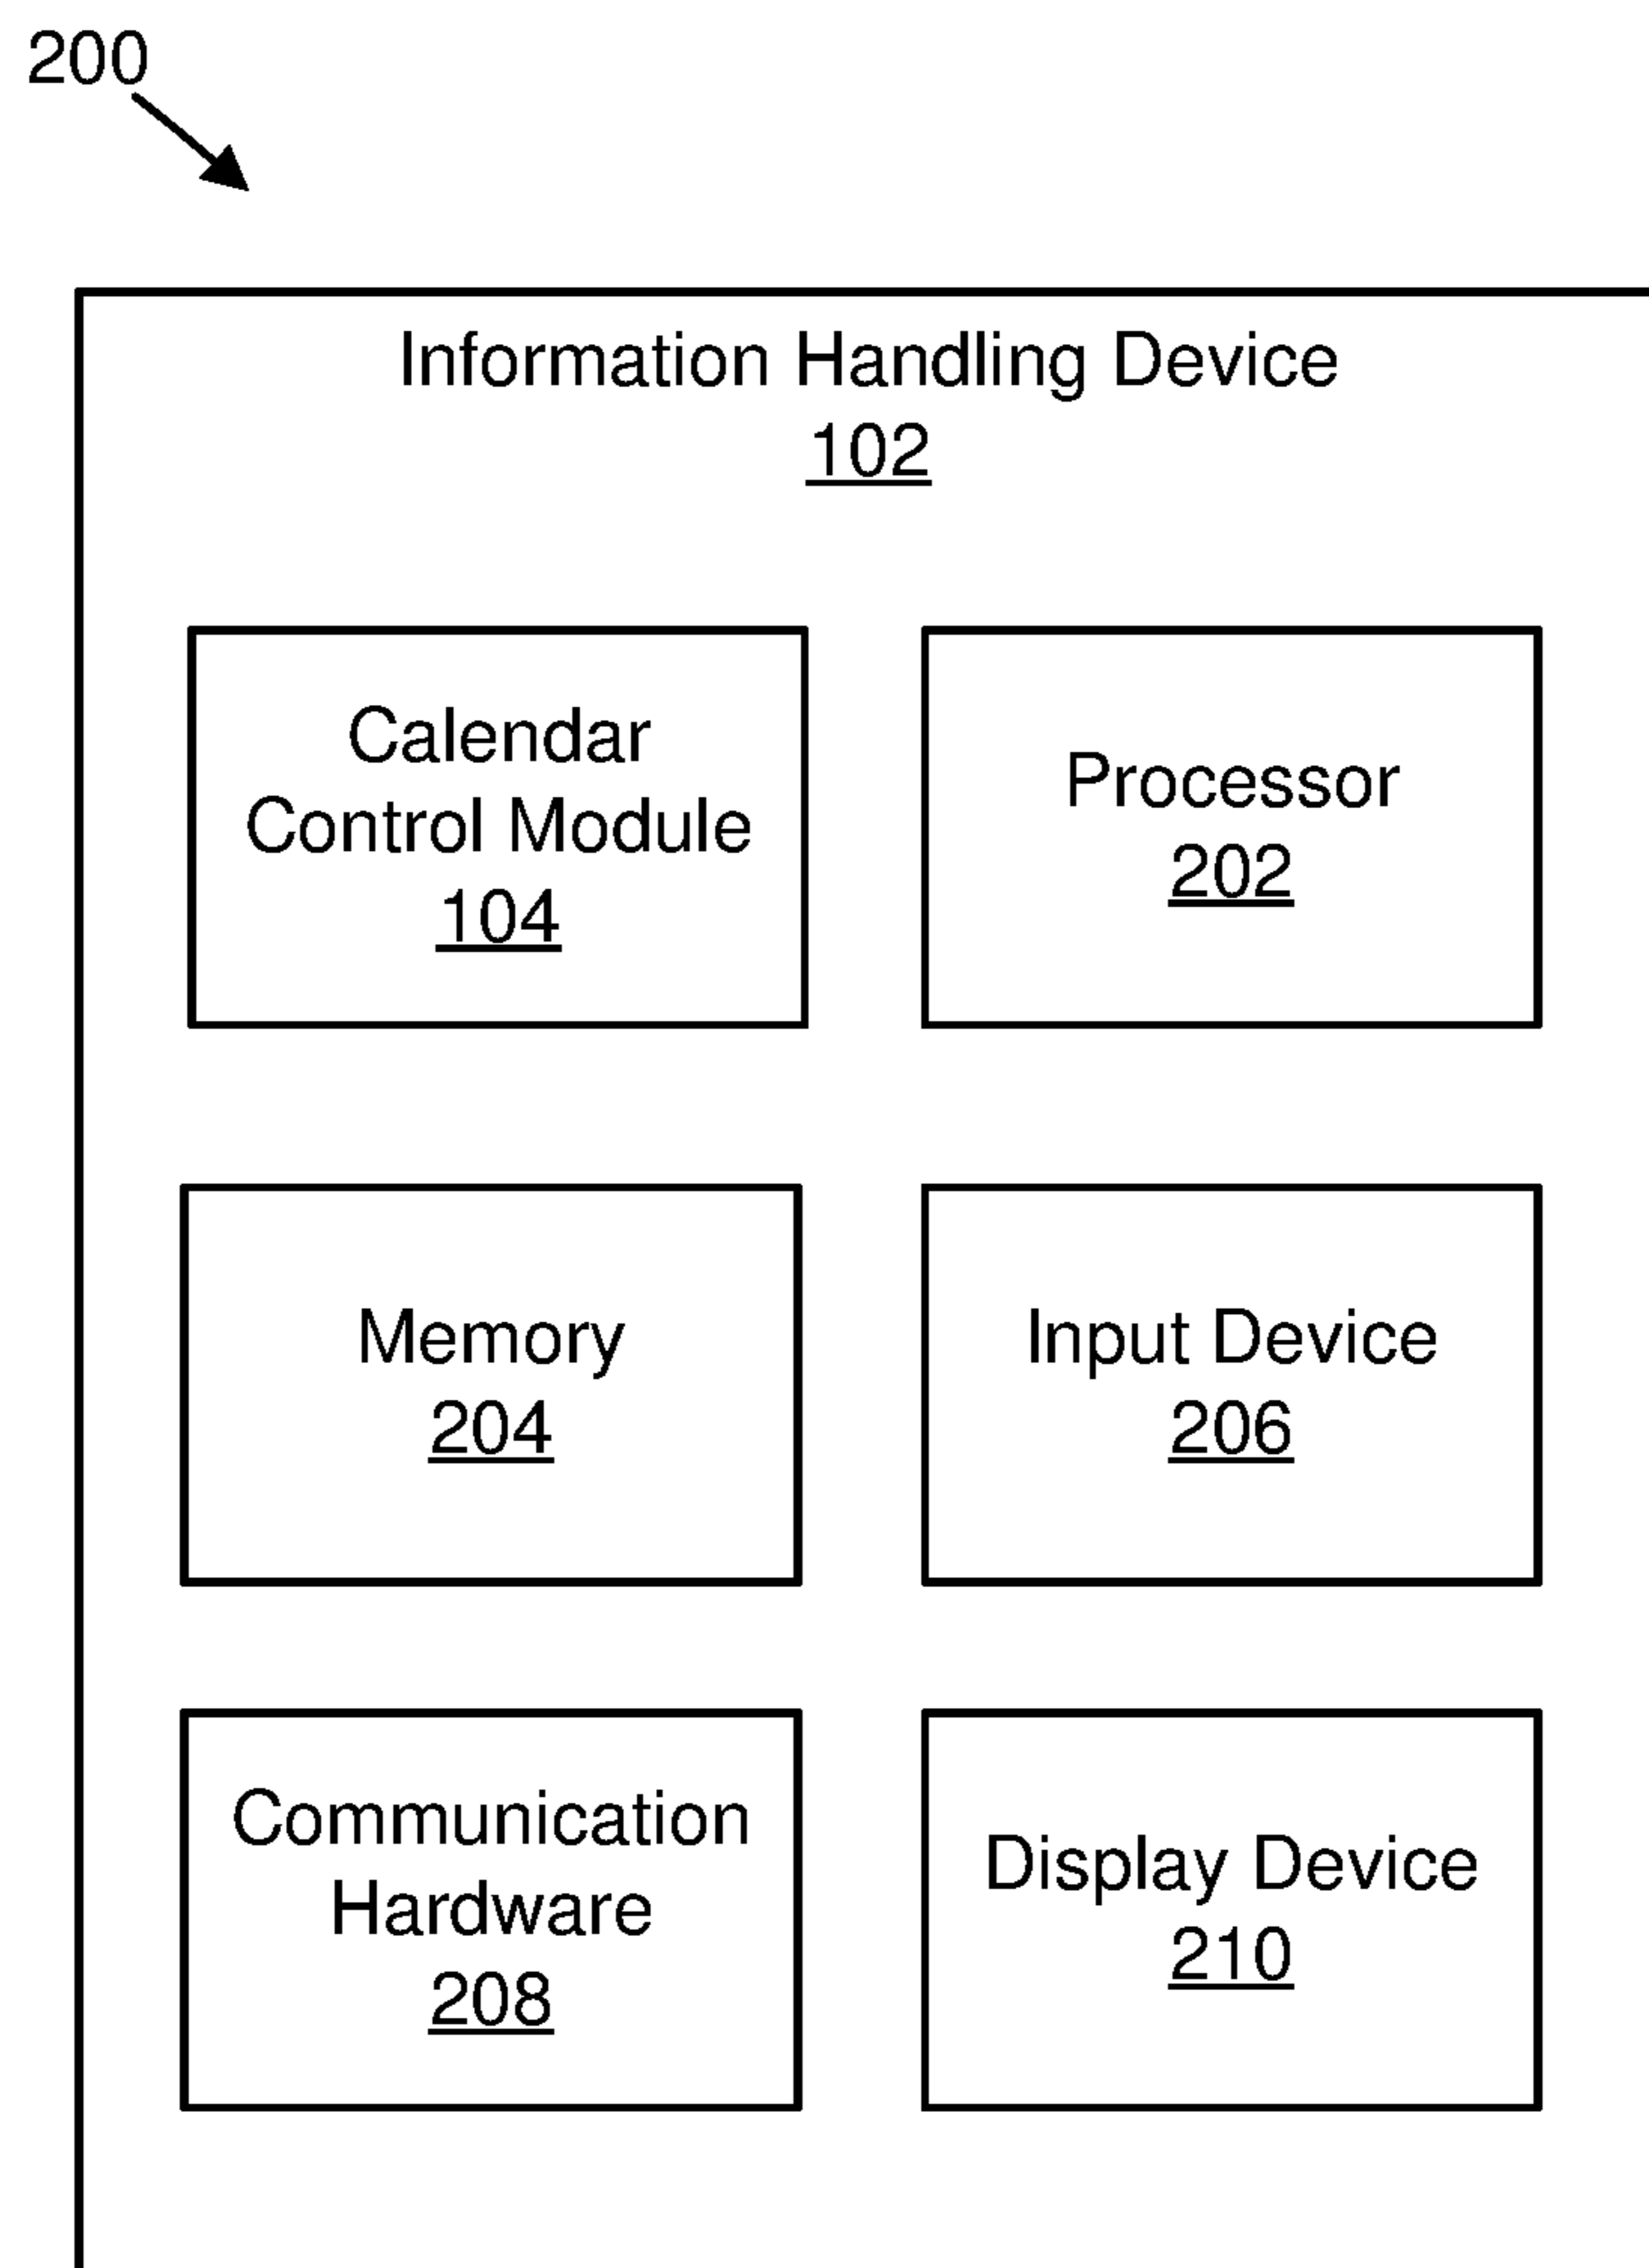 200
Information Handling Device
102
Calendar
Control Module
104
Processor
202
Memory
204
Input Device
206
Communication
Hardware
208
Display Device
210